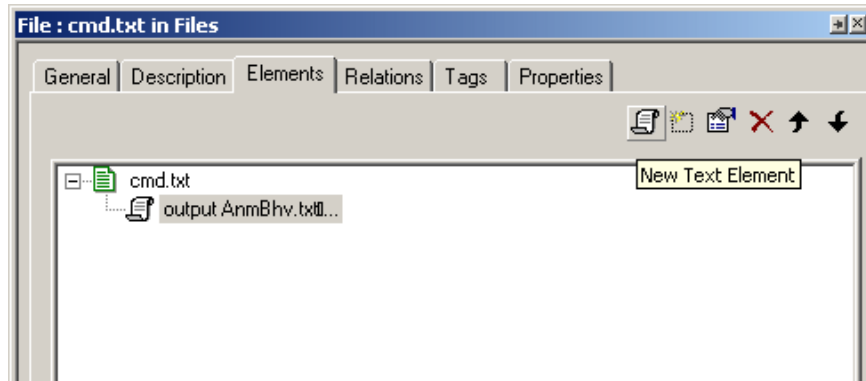 File : cmd.txt in Files
General Description Elements Relations Tags Properties
New Text Element
cmd.txt
output AnmBhv.txt...